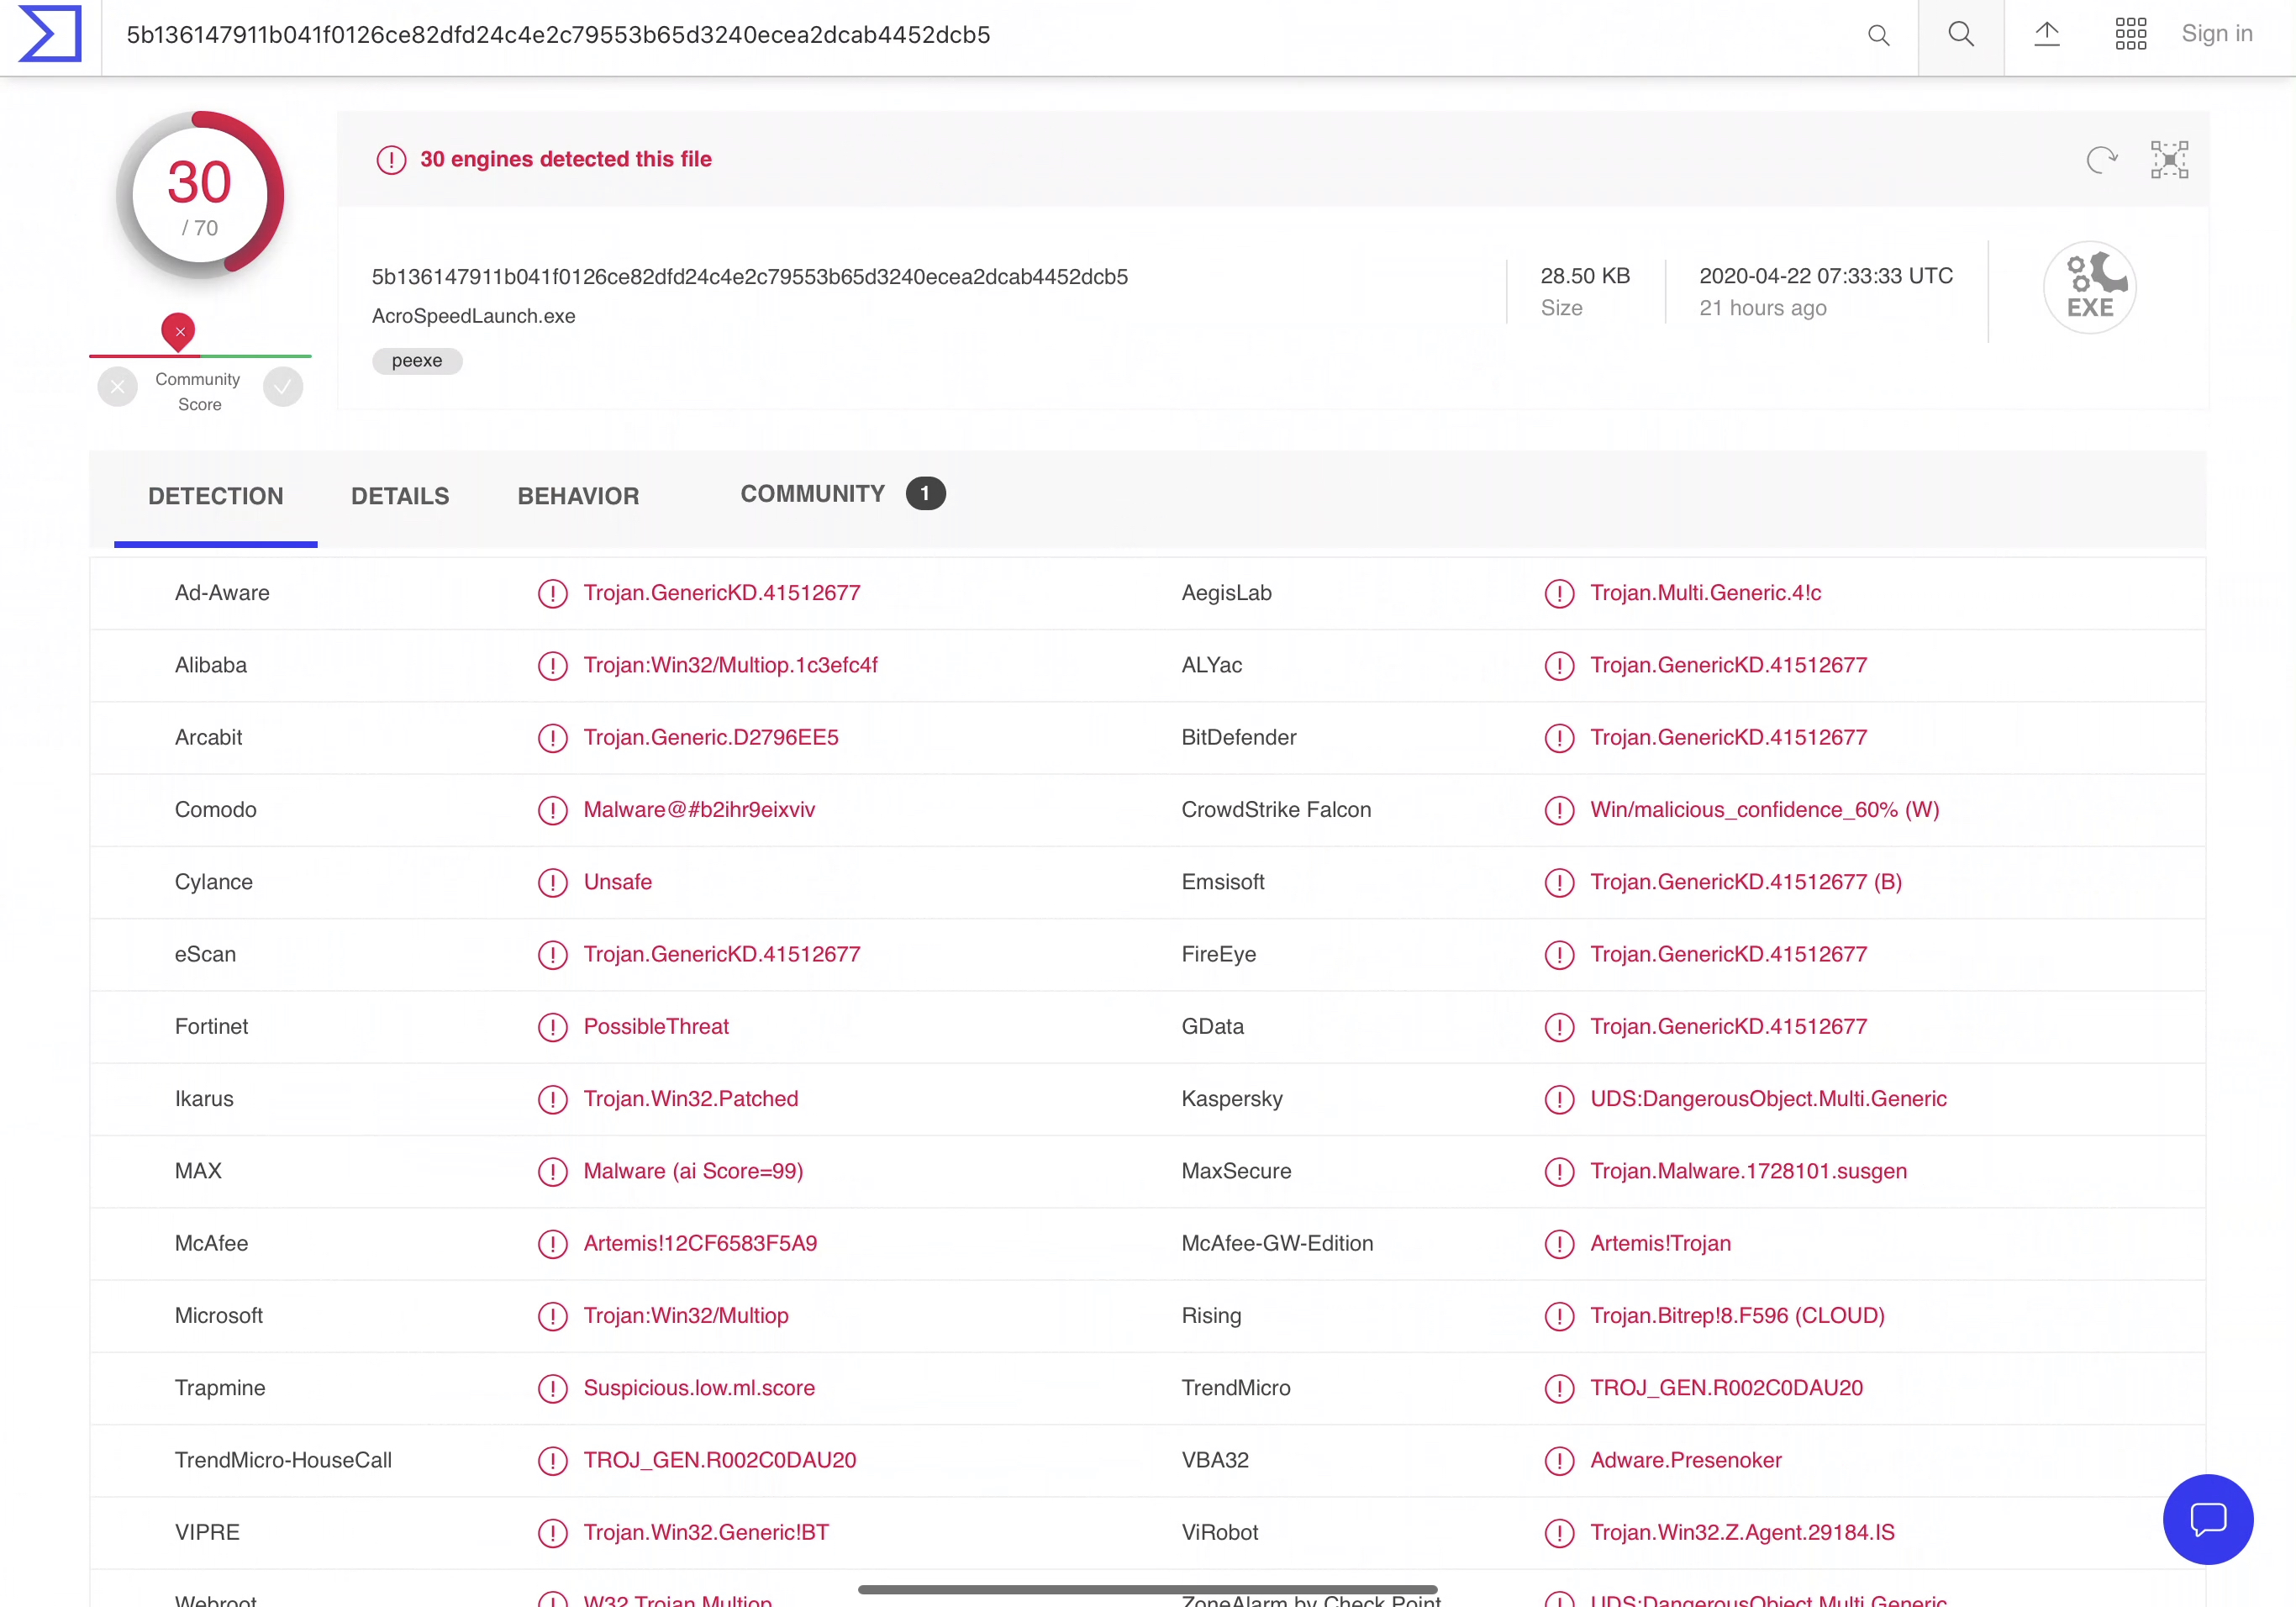 5b136147911b041f0126ce82dfd24c4e2c79553b65d3240ecea2dcab4452dcb5
Sign in
30
/ 70
30 engines detected this file
5b136147911b041f0126ce82dfd24c4e2c79553b65d3240ecea2dcab4452dcb5
AcroSpeedLaunch.exe
peexe
28.50 KB
Size
2020-04-22 07:33:33 UTC
21 hours ago
EXE
Community
Score
DETECTION DETAILS BEHAVIOR COMMUNITY 1
Ad-Aware Trojan.GenericKD.41512677 AegisLab Trojan.Multi.Generic.4!c
Alibaba Trojan:Win32/Multiop.1c3efc4f ALYac Trojan.GenericKD.41512677
Arcabit Trojan.Generic.D2796EE5 BitDefender Trojan.GenericKD.41512677
Comodo Malware@#b2ihr9eixviv CrowdStrike Falcon Win/malicious_confidence_60% (W)
Cylance Unsafe Emsisoft Trojan.GenericKD.41512677 (B)
eScan Trojan.GenericKD.41512677 FireEye Trojan.GenericKD.41512677
Fortinet PossibleThreat GData Trojan.GenericKD.41512677
Ikarus Trojan.Win32.Patched Kaspersky UDS:DangerousObject.Multi.Generic
MAX Malware (ai Score=99) MaxSecure Trojan.Malware.1728101.susgen
McAfee Artemis!12CF6583F5A9 McAfee-GW-Edition Artemis!Trojan
Microsoft Trojan:Win32/Multiop Rising Trojan.Bitrep!8.F596 (CLOUD)
Trapmine Suspicious.low.ml.score TrendMicro TROJ_GEN.R002C0DAU20
TrendMicro-HouseCall TROJ_GEN.R002C0DAU20 VBA32 Adware.Presenoker
VIPRE Trojan.Win32.Generic!BT ViRobot Trojan.Win32.Z.Agent.29184.IS
Webroot W32.Trojan.Multiop ZoneAlarm by Check Point UDS:DangerousObject.Multi.Generic